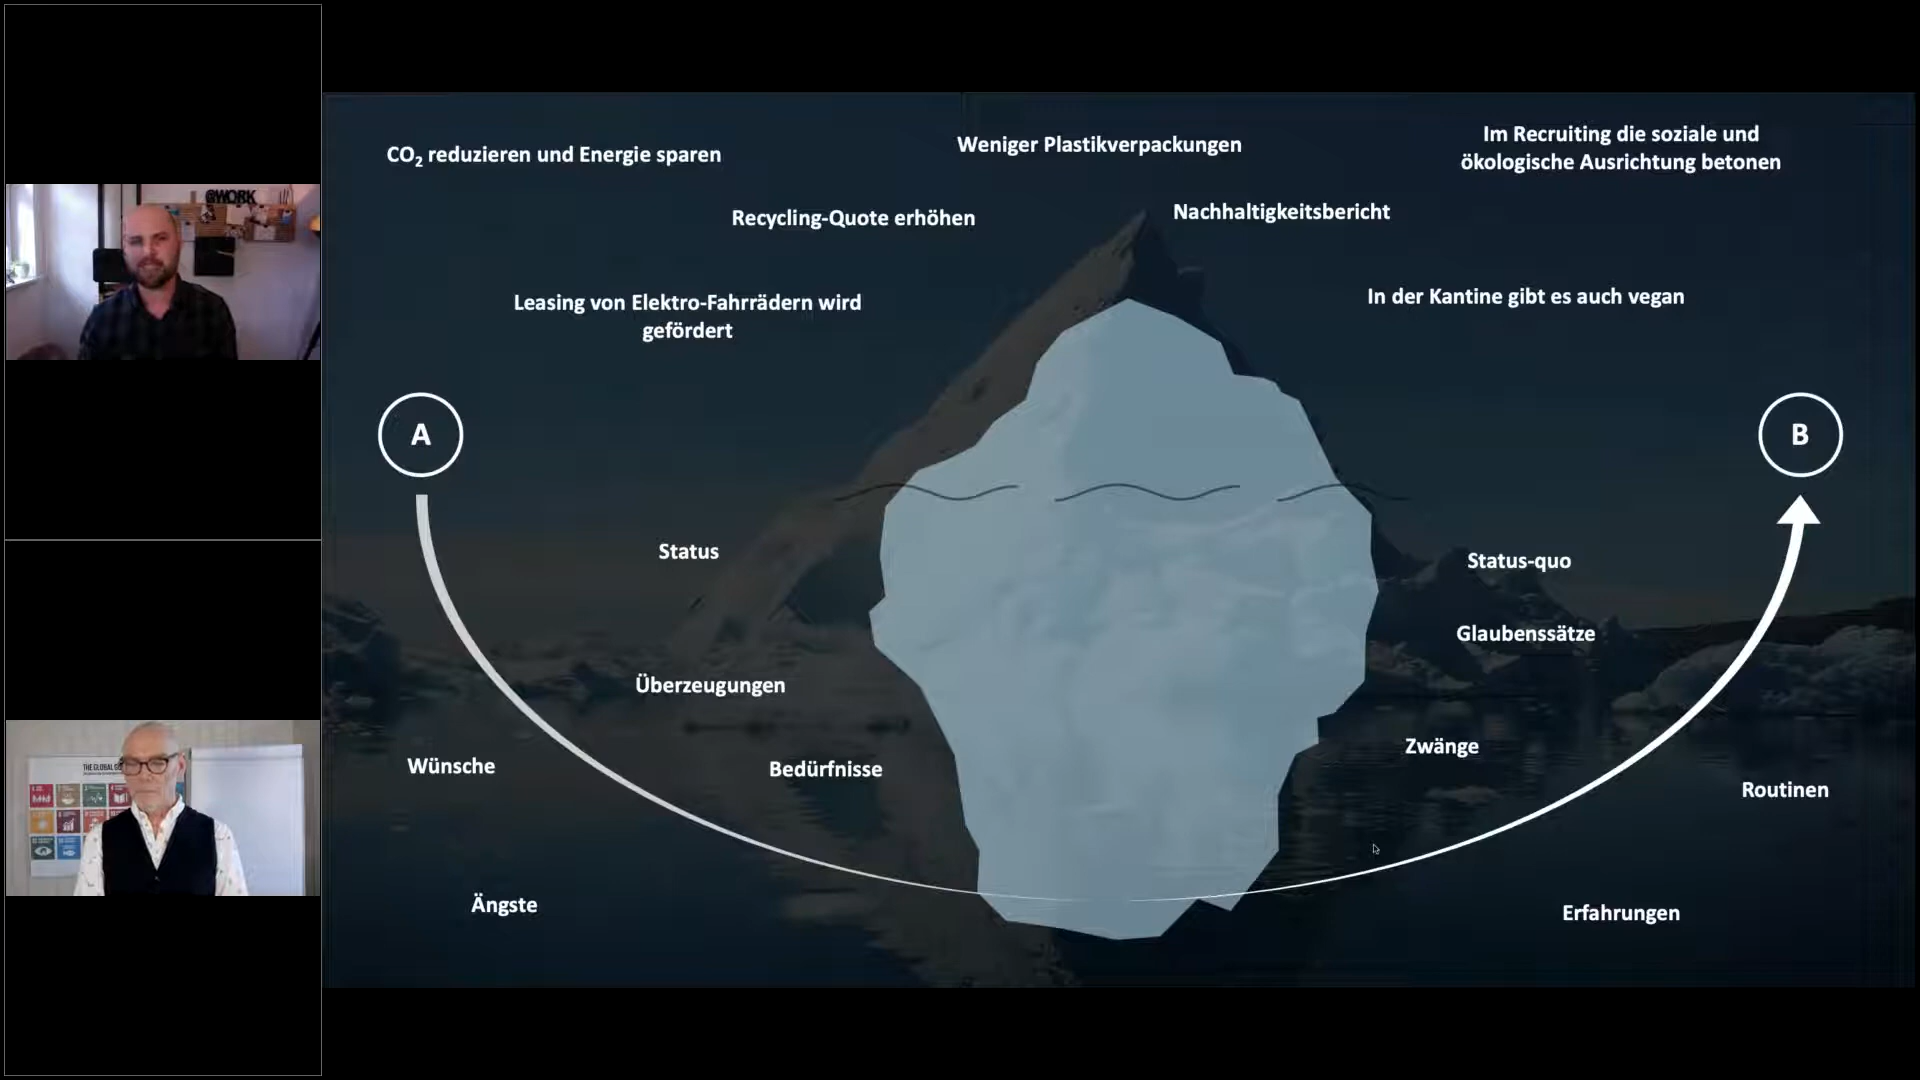 @WORK
THE GLOBAL
CO₂ reduzieren und Energie sparen
Weniger Plastikverpackungen
Im Recruiting die soziale und
ökologische Ausrichtung betonen
Recycling-Quote erhöhen
Nachhaltigkeitsbericht
Leasing von Elektro-Fahrrädern wird
gefördert
In der Kantine gibt es auch vegan
A
B
Status
Status-quo
Glaubenssätze
Überzeugungen
Wünsche
Bedürfnisse
Zwänge
Routinen
Ängste
Erfahrungen